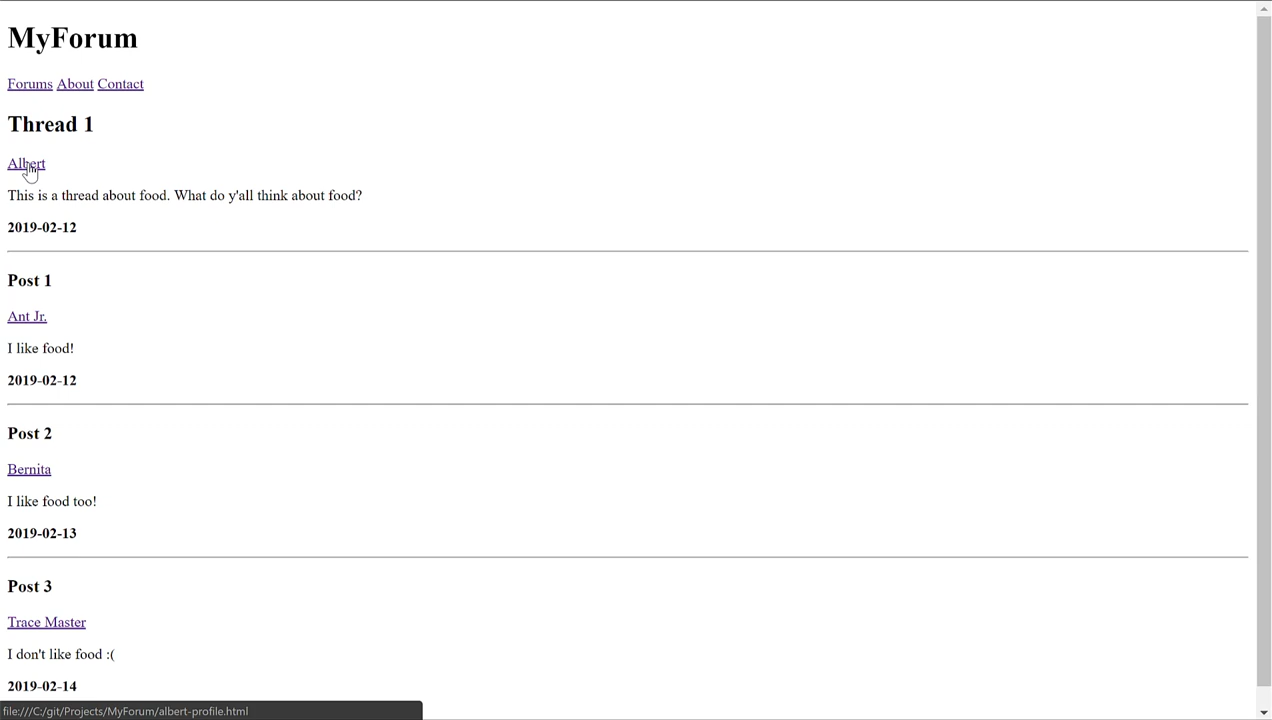 MyForum
Forums About Contact
Thread 1
Albert
This is a thread about food. What do y'all think about food?
2019-02-12
Post 1
Ant Jr.
I like food!
2019-02-12
Post 2
Bernita
I like food too!
2019-02-13
Post 3
Trace Master
I don't like food :(
2019-02-14
file:///C:/git/Projects/MyForum/albert-profile.html